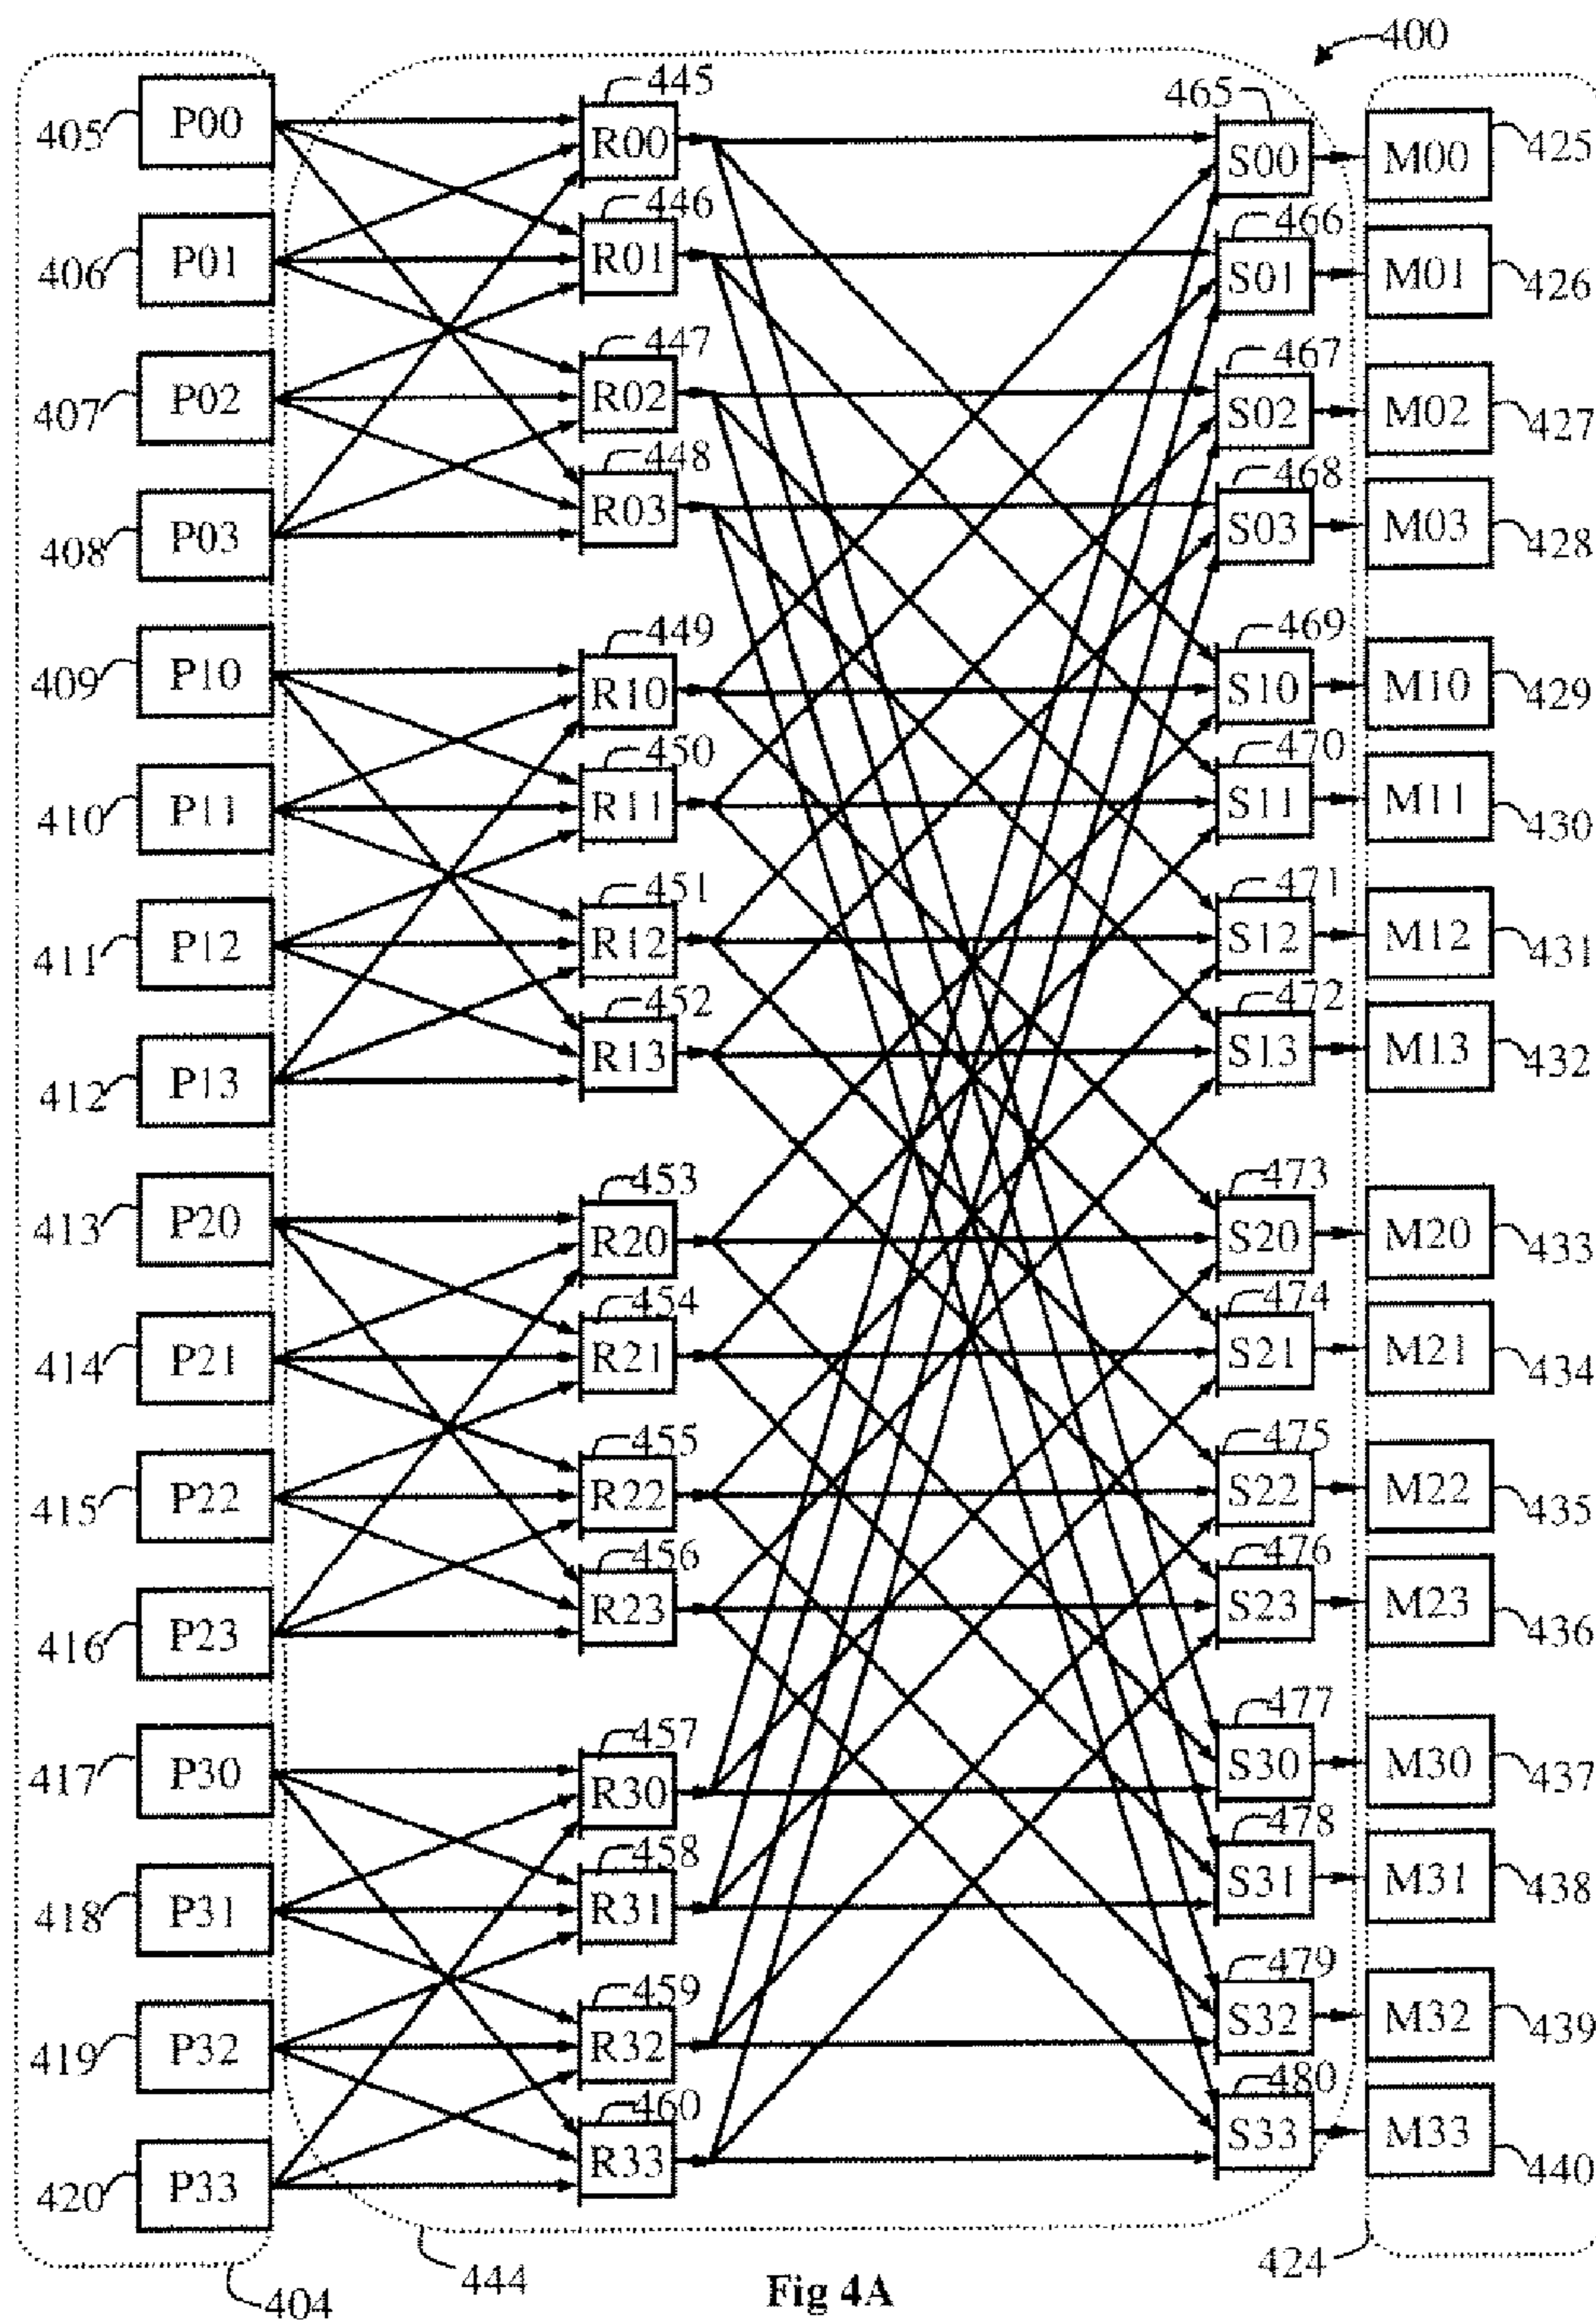 400
405 P00 445 R00 465 S00 M00 425
406 P01 446 R01 466 S01 M01 426
407 P02 447 R02 467 S02 M02 427
408 P03 448 R03 468 S03 M03 428
409 P10 449 R10 469 S10 M10 429
410 P11 450 R11 470 S11 M11 430
411 P12 451 R12 471 S12 M12 431
412 P13 452 R13 472 S13 M13 432
413 P20 453 R20 473 S20 M20 433
414 P21 454 R21 474 S21 M21 434
415 P22 455 R22 475 S22 M22 435
416 P23 456 R23 476 S23 M23 436
417 P30 457 R30 477 S30 M30 437
418 P31 458 R31 478 S31 M31 438
419 P32 459 R32 479 S32 M32 439
420 P33 460 R33 480 S33 M33 440
404 444 424
Fig 4A